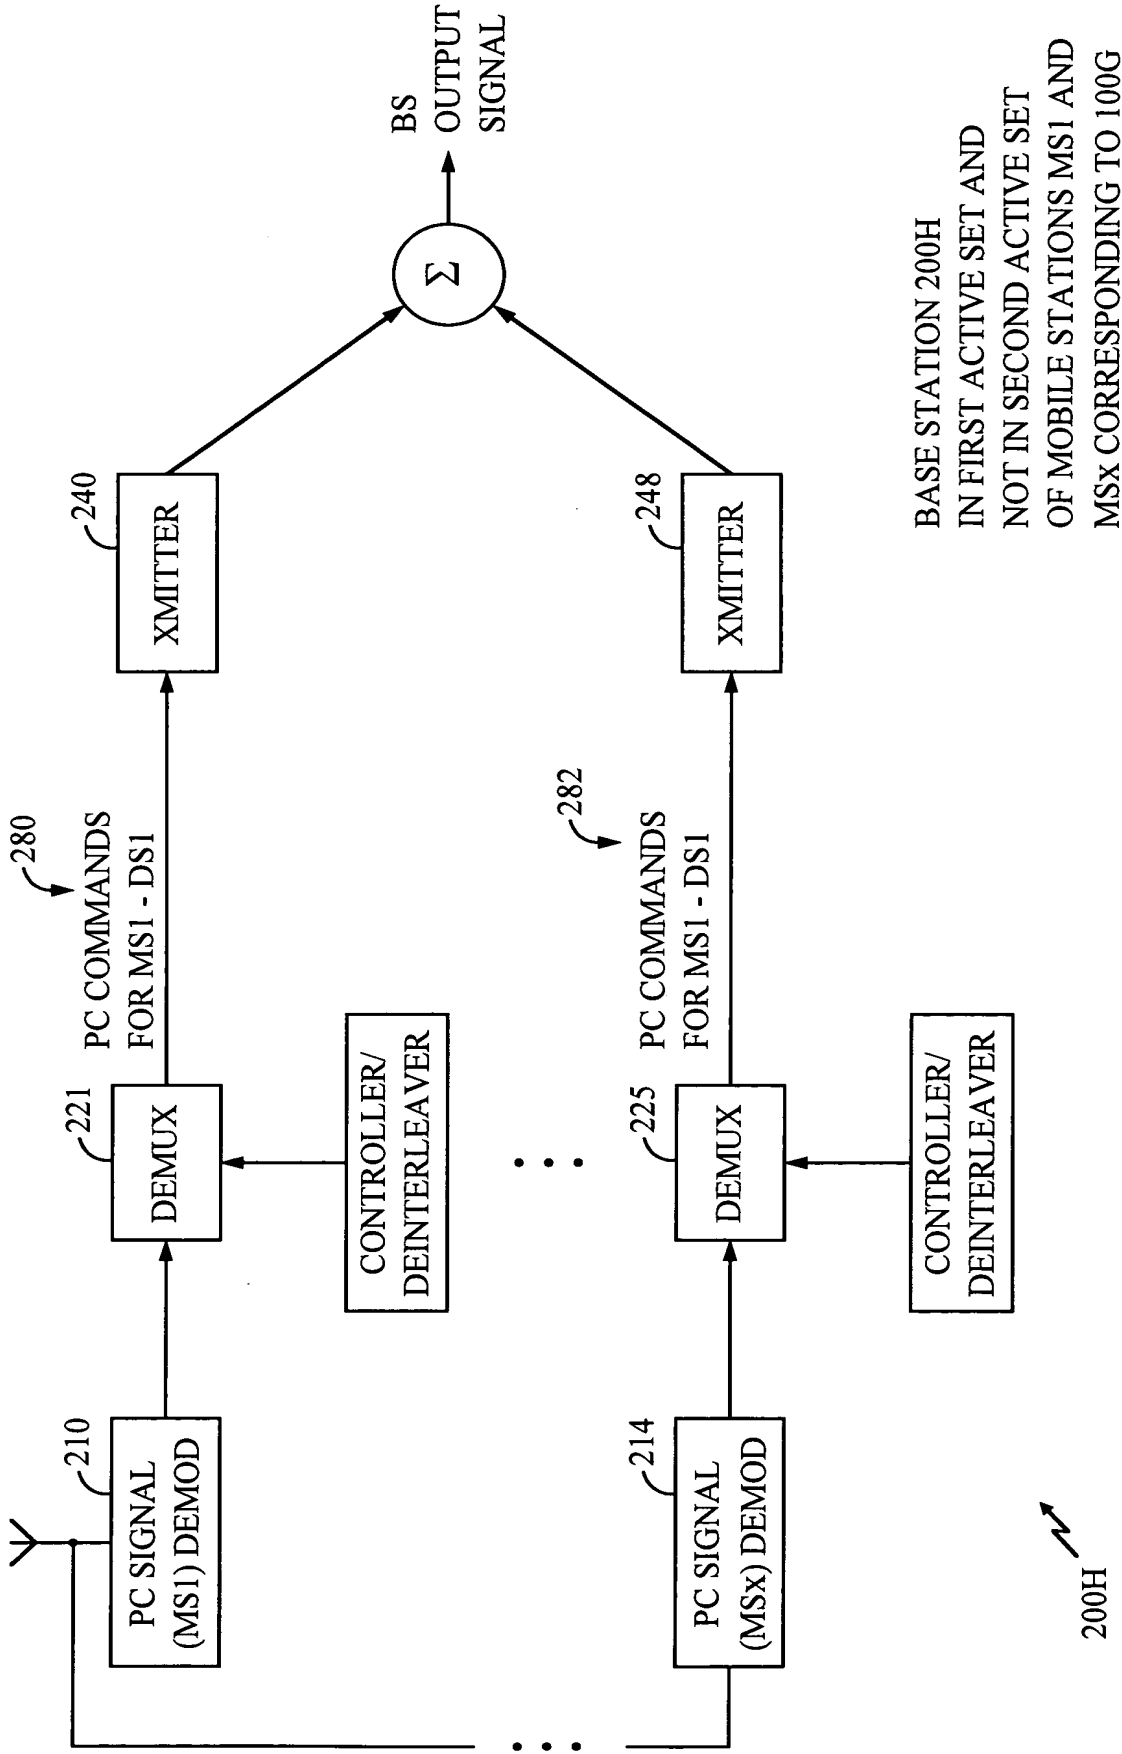 210
PC SIGNAL
(MS1) DEMOD
221
DEMUX
CONTROLLER/
DEINTERLEAVER
280
PC COMMANDS
FOR MS1 - DS1
240
XMITTER
Σ
BS
OUTPUT
SIGNAL
214
PC SIGNAL
(MSx) DEMOD
225
DEMUX
CONTROLLER/
DEINTERLEAVER
282
PC COMMANDS
FOR MS1 - DS1
248
XMITTER
200H
BASE STATION 200H
IN FIRST ACTIVE SET AND
NOT IN SECOND ACTIVE SET
OF MOBILE STATIONS MS1 AND
MSx CORRESPONDING TO 100G